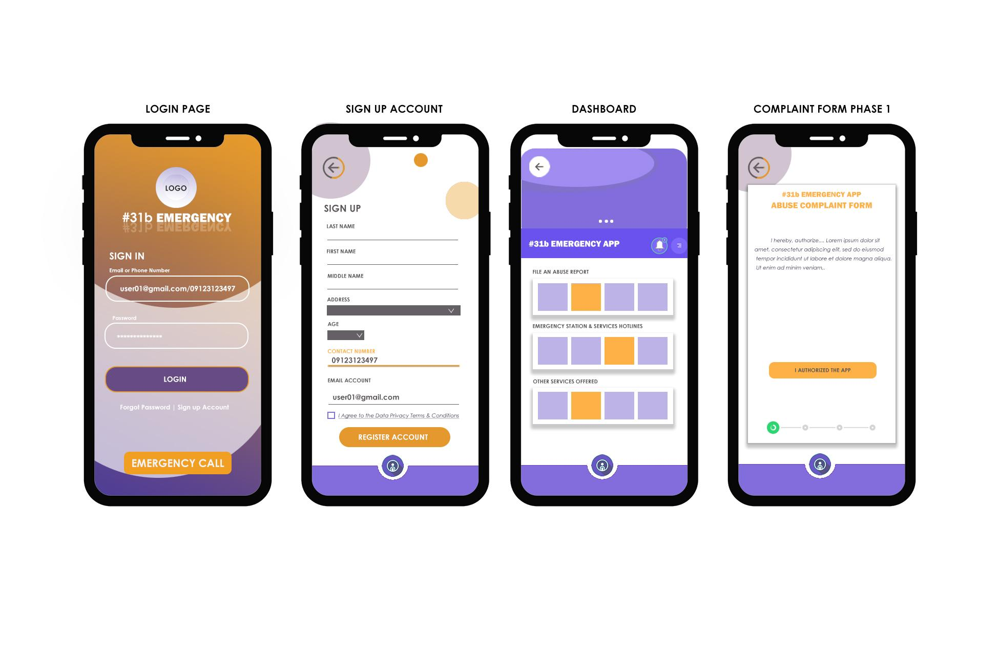 LOGIN PAGE
LOGO
#31b EMERGENCY
SIGN IN
Email or Phone Number
user01@gmail.com/09123123497
Password
**************
LOGIN
Forgot Password | Sign up Account
EMERGENCY CALL
SIGN UP ACCOUNT
SIGN UP
LAST NAME
FIRST NAME
MIDDLE NAME
ADDRESS
AGE
CONTACT NUMBER
09123123497
EMAIL ACCOUNT
user01@gmail.com
I Agree to the Data Privacy Terms & Conditions
REGISTER ACCOUNT
DASHBOARD
#31b EMERGENCY APP
FILE AN ABUSE REPORT
EMERGENCY STATION & SERVICES HOTLINES
OTHER SERVICES OFFERED
COMPLAINT FORM PHASE 1
#31b EMERGENCY APP
ABUSE COMPLAINT FORM
I hereby, authorize.... Lorem ipsum dolor sit
amet, consectetur adipiscing elit, sed do eiusmod
tempor incididunt ut labore et dolore magna aliqua.
Ut enim ad minim veniam,.
I AUTHORIZED THE APP